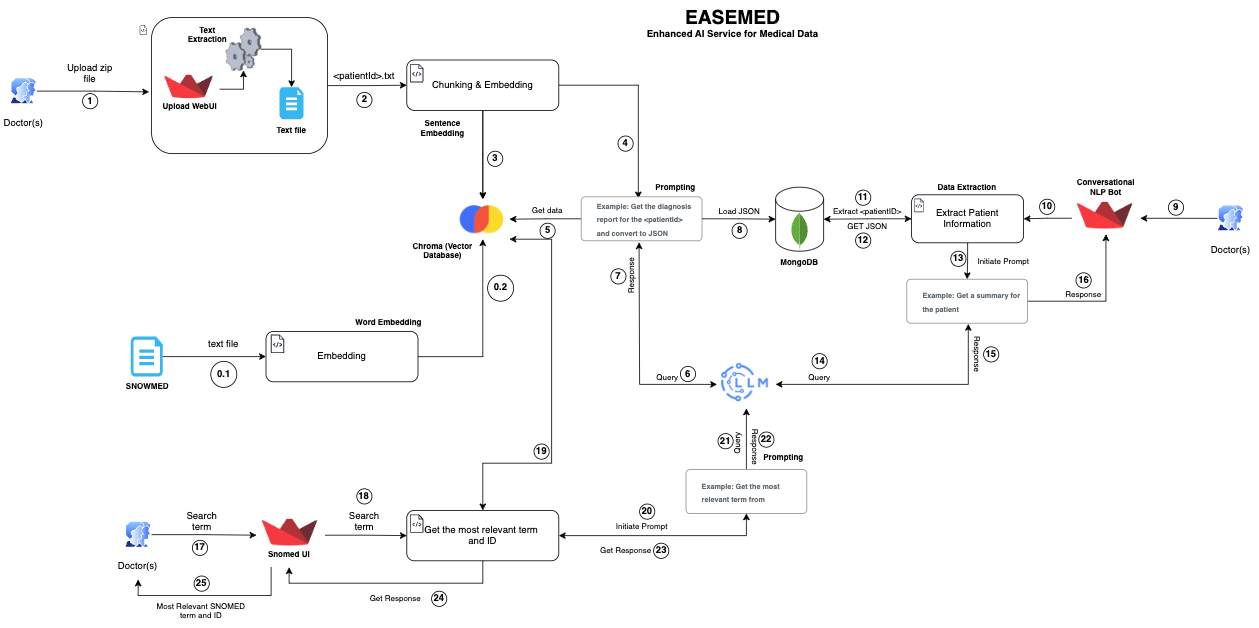 EASEMED
Enhanced AI Service for Medical Data
Text
Extraction
Upload zip
file
1
Doctor(s)
Upload WebUI
Text file
<patientId>.txt
2
</>
Chunking & Embedding
Sentence
Embedding
3
4
Prompting
Example: Get the diagnosis
report for the <patientId>
and convert to JSON
Get data
5
Chroma (Vector
Database)
Load JSON
8
MongoDB
11
Extract <patientID>
GET JSON
12
Data Extraction
</>
Extract Patient
Information
10
Conversational
NLP Bot
9
Doctor(s)
13
Initiate Prompt
Example: Get a summary for
the patient
16
Response
7
Response
0.2
Word Embedding
</>
Embedding
text file
0.1
SNOWMED
Query
6
LLM
14
Query
15
Response
21
Query
Response
22
Prompting
Example: Get the most
relevant term from
19
20
Initiate Prompt
Get Response
23
Search
term
17
Doctor(s)
Snomed UI
18
Search
term
</>
Get the most relevant term
and ID
Get Response
24
25
Most Relevant SNOMED
term and ID